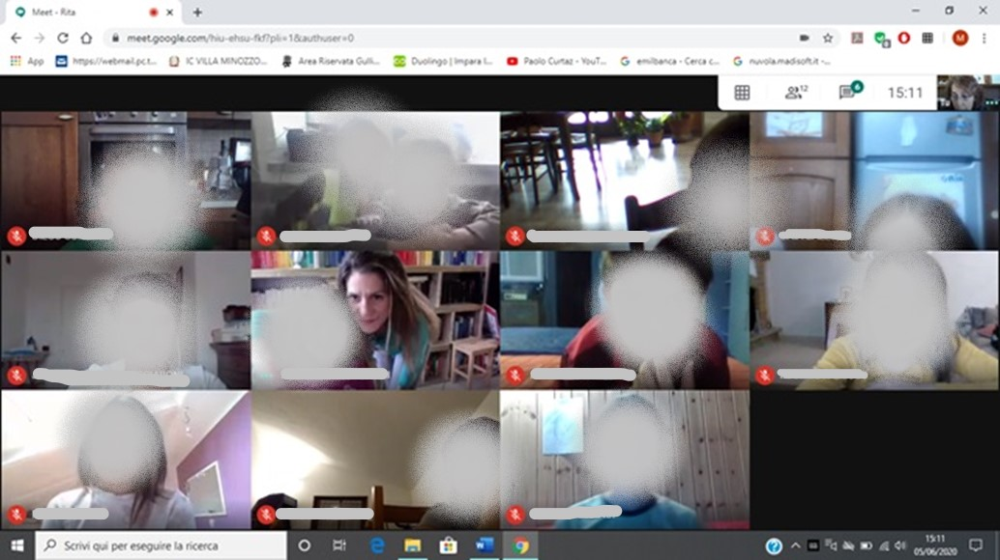 Meet - Rita
meet.google.com/hiu-ehsu-fkf?pli=1&authuser=0
App https://webmail.pc.t... IC VILLA MINOZZO... Area Riservata Gulli... Duolingo | Impara l... Paolo Curtaz - YouT... emilbanca - Cerca c... nuvola.madisoft.it -...
M
12 6 15:11
Scrivi qui per eseguire la ricerca
15:11
05/06/2020